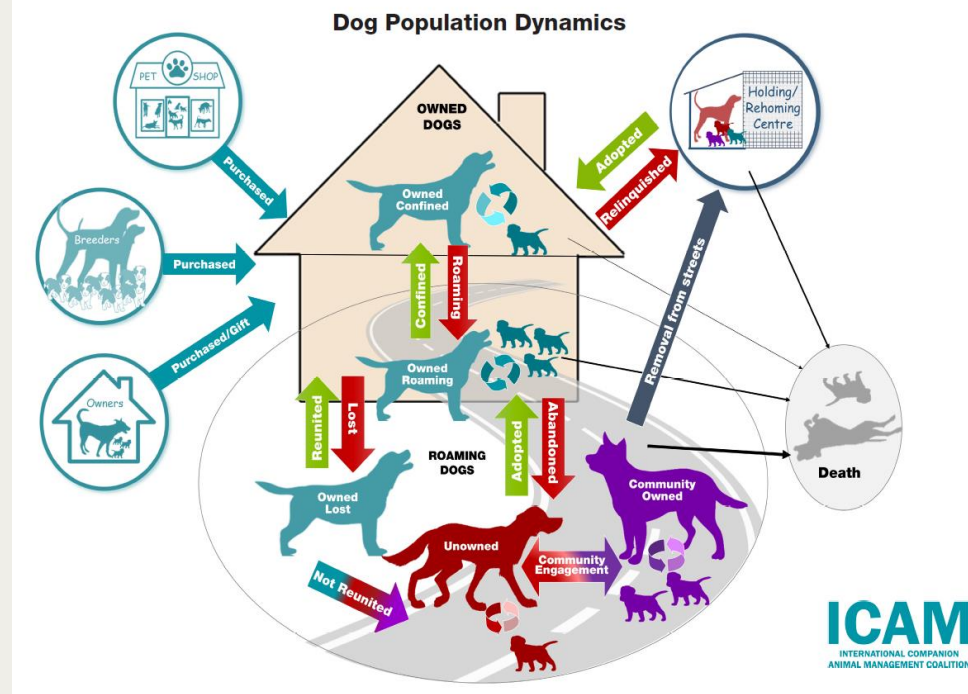 Dog Population Dynamics
PET SHOP
OWNED
DOGS
Holding/
Rehoming
Centre
Purchased
Adopted
Relinquished
Owned
Confined
Breeders
Purchased
Confined
Roaming
Removal from streets
Purchased/Gift
Owned
Roaming
Owners
Reunited
Lost
Adopted
Abandoned
ROAMING
DOGS
Community
Owned
Death
Owned
Lost
Unowned
Community
Engagement
Not Reunited
ICAM
INTERNATIONAL COMPANION
ANIMAL MANAGEMENT COALITION